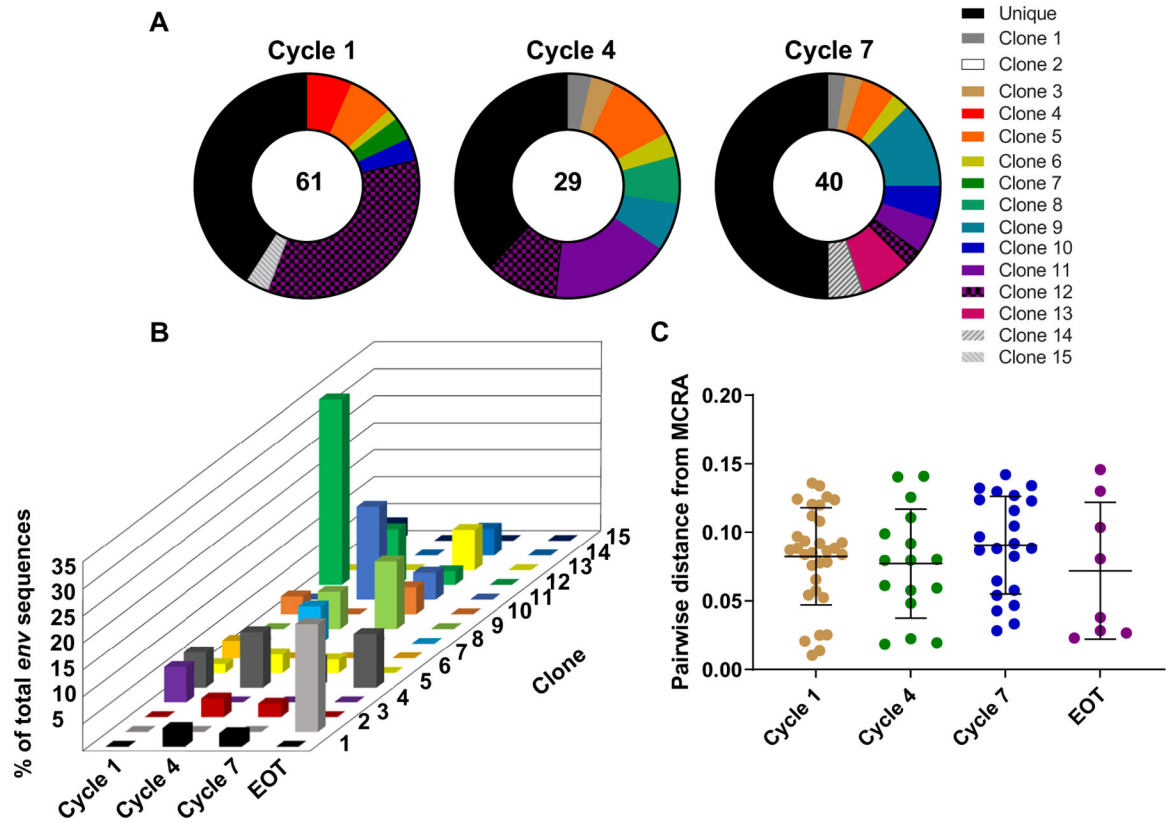 A
Cycle 1
Cycle 4
Cycle 7
61
29
40
Unique
Clone 1
Clone 2
Clone 3
Clone 4
Clone 5
Clone 6
Clone 7
Clone 8
Clone 9
Clone 10
Clone 11
Clone 12
Clone 13
Clone 14
Clone 15
B
% of total env sequences
35
30
25
20
15
10
5
Cycle 1
Cycle 4
Cycle 7
EOT
1
2
3
4
5
6
7
8
9
10
11
12
13
14
15
Clone
C
Pairwise distance from MCRA
0.20
0.15
0.10
0.05
0.00
Cycle 1
Cycle 4
Cycle 7
EOT